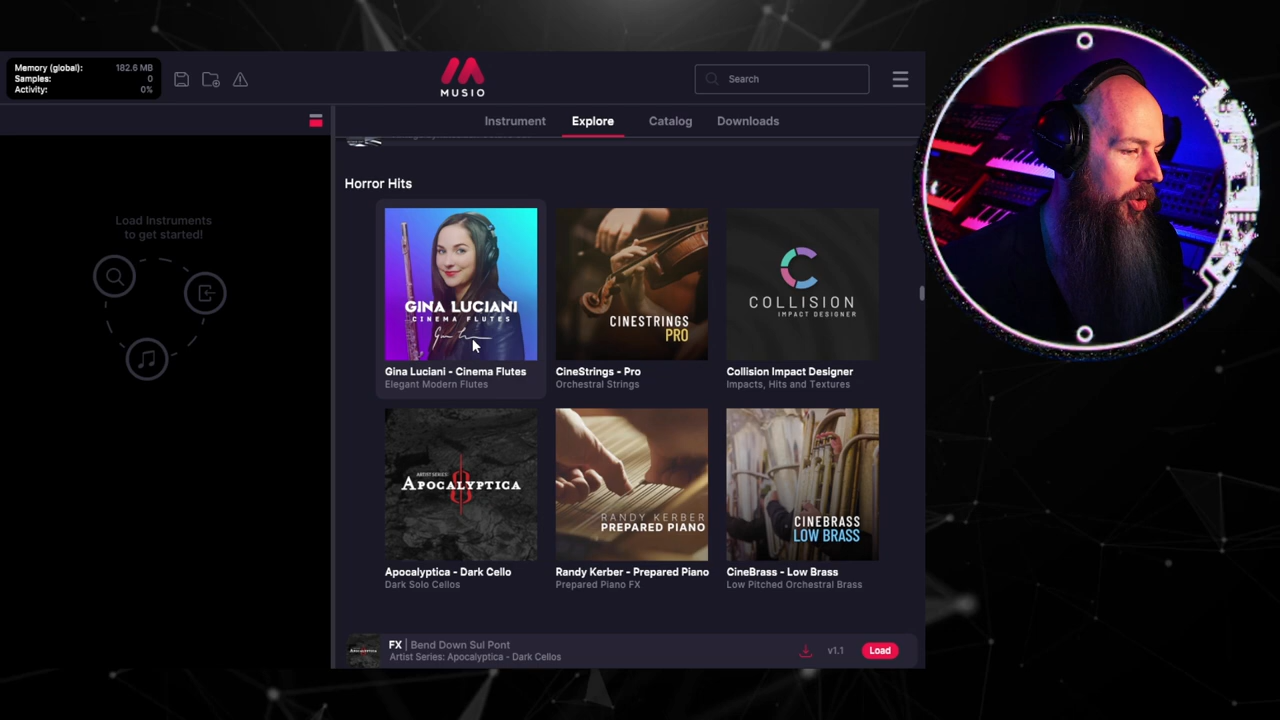 Memory (global): 182.6 MB
Samples: 0
Activity: 0%
MUSIO
Search
Instrument Explore Catalog Downloads
Load Instruments
to get started!
Horror Hits
GINA LUCIANI
CINEMA FLUTES
Gina Luciani - Cinema Flutes
Elegant Modern Flutes
CINESTRINGS
PRO
CineStrings - Pro
Orchestral Strings
COLLISION
IMPACT DESIGNER
Collision Impact Designer
Impacts, Hits and Textures
ARTIST SERIES:
APOCALYPTICA
Apocalyptica - Dark Cello
Dark Solo Cellos
RANDY KERBER
PREPARED PIANO
Randy Kerber - Prepared Piano
Prepared Piano FX
CINEBRASS
LOW BRASS
CineBrass - Low Brass
Low Pitched Orchestral Brass
FX | Bend Down Sul Pont
Artist Series: Apocalyptica - Dark Cellos
v1.1
Load